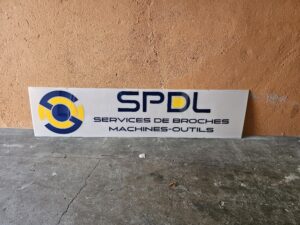 SPDL
SERVICES DE BROCHES
MACHINES-OUTILS